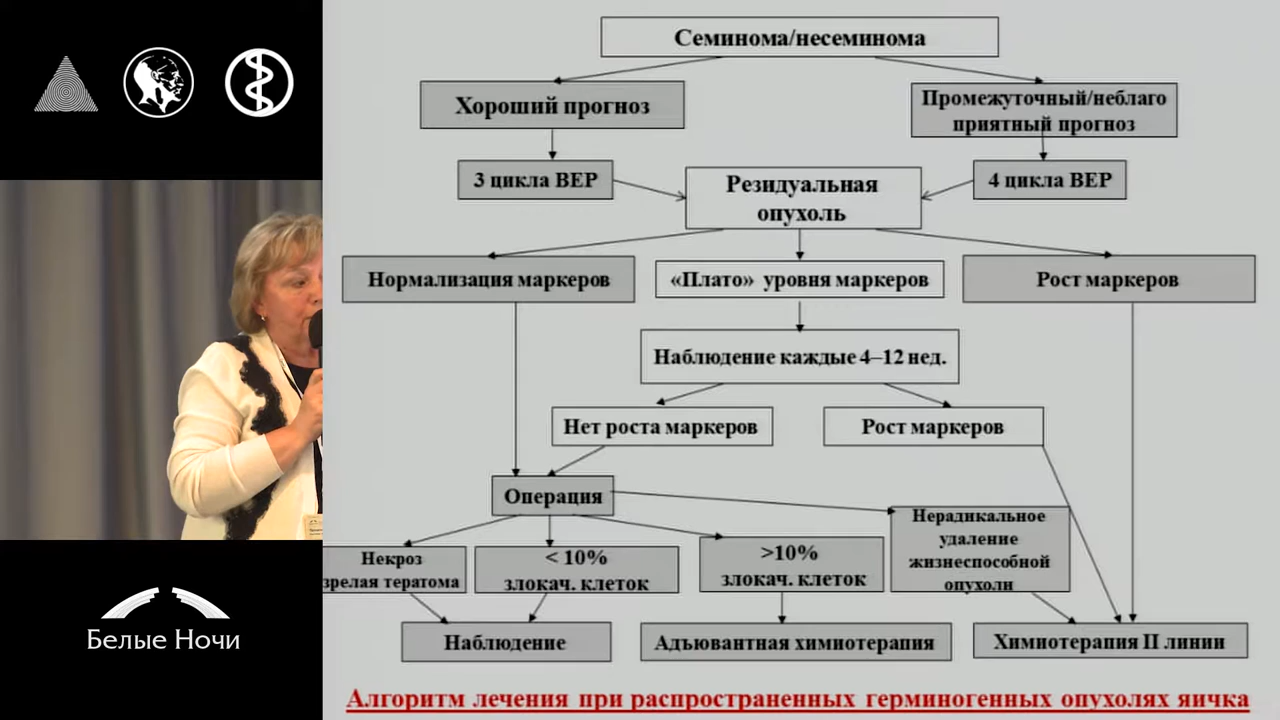 Семинома/несеминома
Хороший прогноз
Промежуточный/неблаго
приятный прогноз
3 цикла ВЕР
Резидуальная
опухоль
4 цикла ВЕР
Нормализация маркеров
«Плато» уровня маркеров
Рост маркеров
Наблюдение каждые 4–12 нед.
Нет роста маркеров
Рост маркеров
Операция
Некроз
зрелая тератома
< 10%
злокач. клеток
>10%
злокач. клеток
Нерадикальное
удаление
жизнеспособной
опухоли
Наблюдение
Адъювантная химиотерапия
Химиотерапия II линии
Алгоритм лечения при распространенных герминогенных опухолях яичка
Белые Ночи